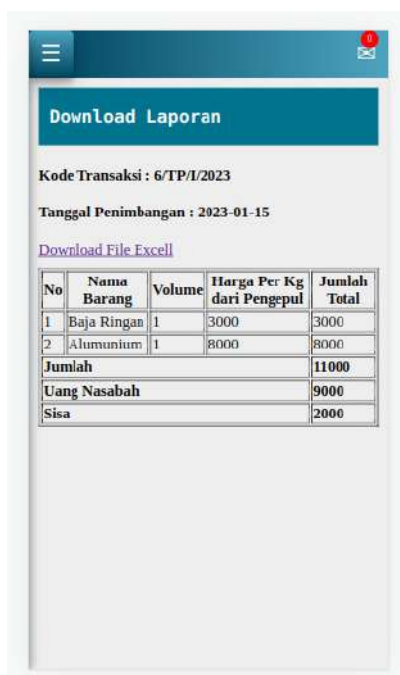 ☰ 0
Download Laporan
Kode Transaksi : 6/TP/I/2023
Tanggal Penimbangan : 2023-01-15
Download File Excell
No Nama Barang Volume Harga Per Kg dari Pengepul Jumlah Total
1 Baja Ringan 1 3000 3000
2 Alumunium 1 8000 8000
Jumlah 11000
Uang Nasabah 9000
Sisa 2000